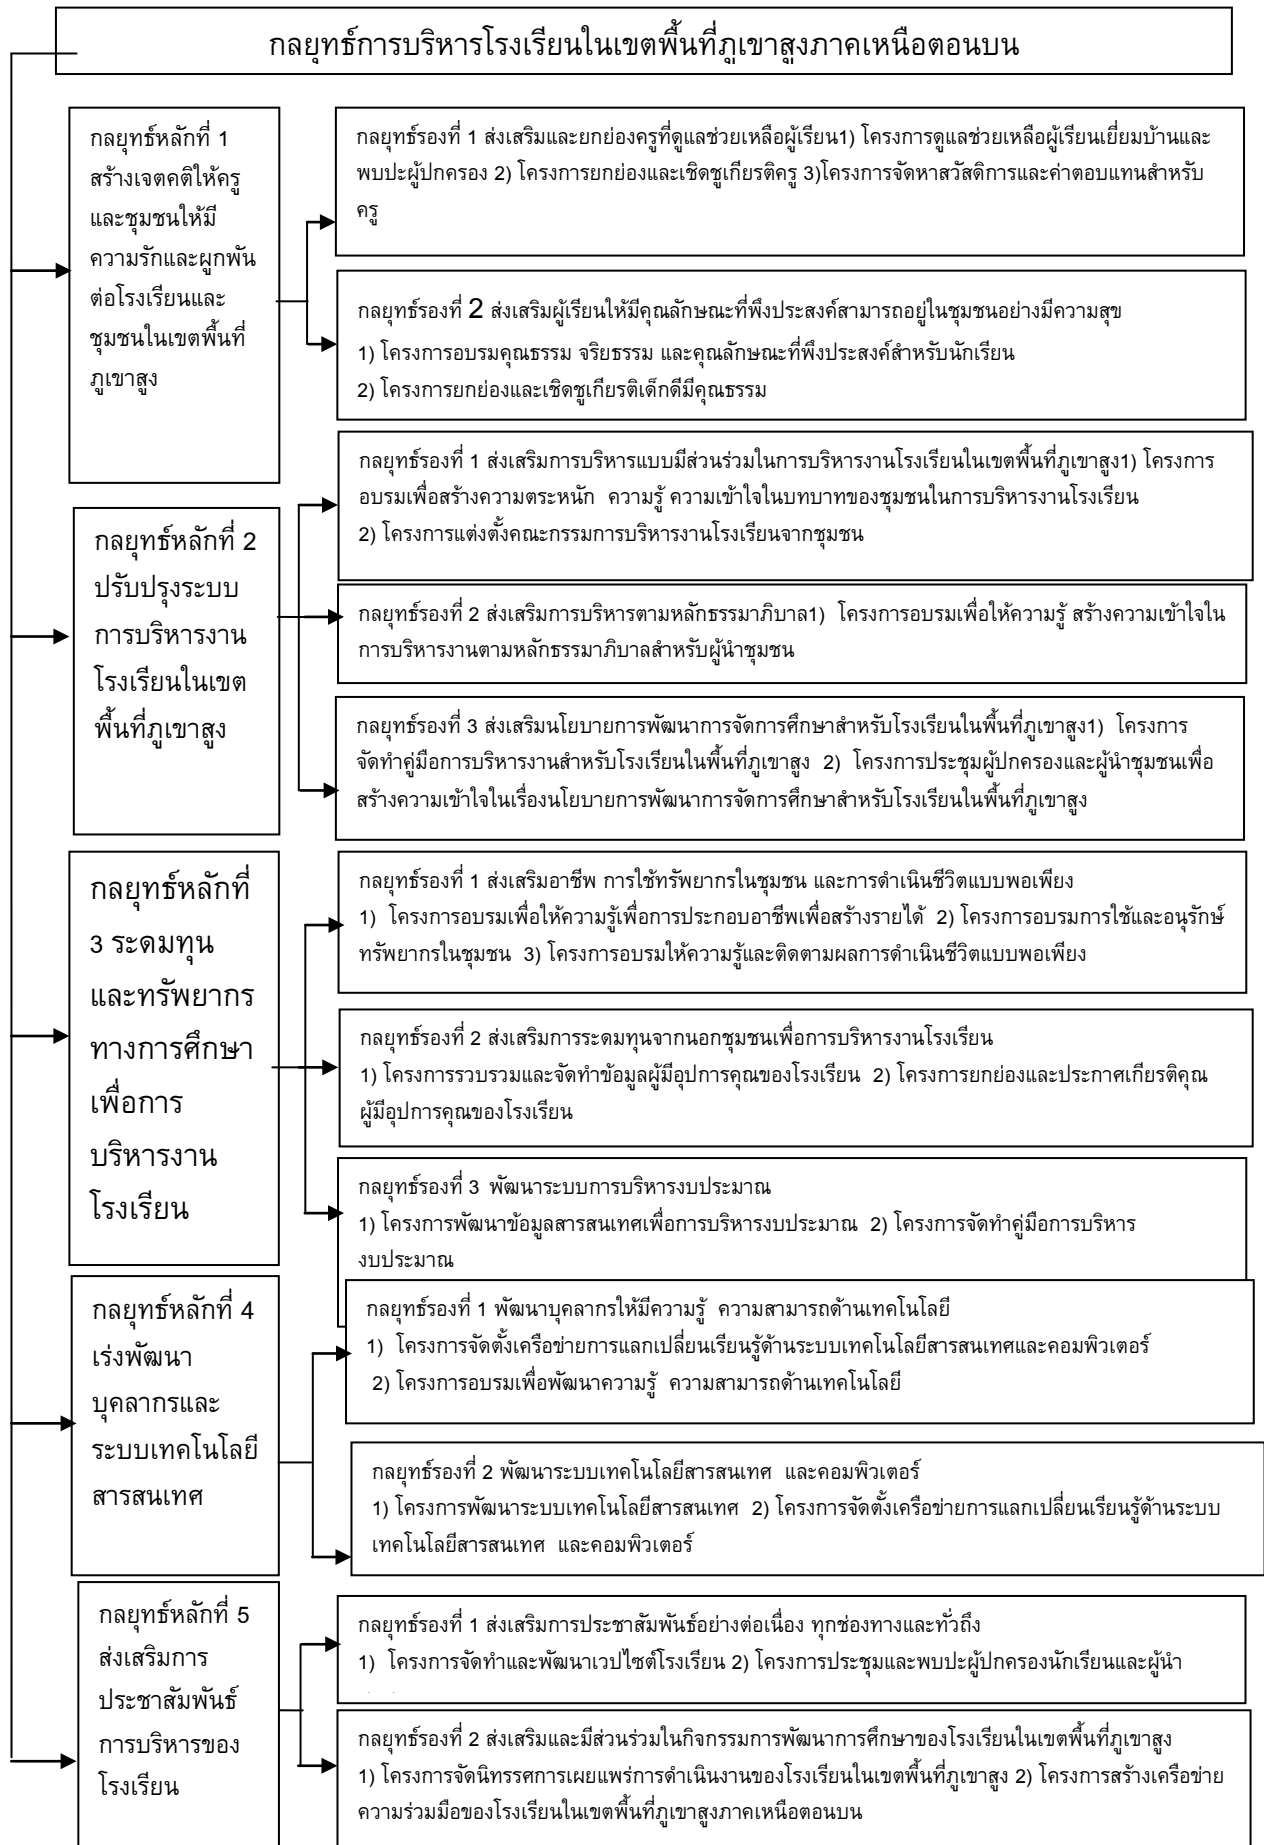 กลยุทธ์การบริหารโรงเรียนในเขตพื้นที่ภูเขาสูงภาคเหนือตอนบน
กลยุทธ์หลักที่ 1
สร้างเจตคติให้ครู
และชุมชนให้มี
ความรักและผูกพัน
ต่อโรงเรียนและ
ชุมชนในเขตพื้นที่
ภูเขาสูง
กลยุทธ์รองที่ 1 ส่งเสริมและยกย่องครูที่ดูแลช่วยเหลือผู้เรียน1) โครงการดูแลช่วยเหลือผู้เรียนเยี่ยมบ้านและ
พบปะผู้ปกครอง 2) โครงการยกย่องและเชิดชูเกียรติครู 3)โครงการจัดหาสวัสดิการและค่าตอบแทนสำหรับ
ครู
กลยุทธ์รองที่ 2 ส่งเสริมผู้เรียนให้มีคุณลักษณะที่พึงประสงค์สามารถอยู่ในชุมชนอย่างมีความสุข
1) โครงการอบรมคุณธรรม จริยธรรม และคุณลักษณะที่พึงประสงค์สำหรับนักเรียน
2) โครงการยกย่องและเชิดชูเกียรติเด็กดีมีคุณธรรม
กลยุทธ์หลักที่ 2
ปรับปรุงระบบ
การบริหารงาน
โรงเรียนในเขต
พื้นที่ภูเขาสูง
กลยุทธ์รองที่ 1 ส่งเสริมการบริหารแบบมีส่วนร่วมในการบริหารงานโรงเรียนในเขตพื้นที่ภูเขาสูง1) โครงการ
อบรมเพื่อสร้างความตระหนัก ความรู้ ความเข้าใจในบทบาทของชุมชนในการบริหารงานโรงเรียน
2) โครงการแต่งตั้งคณะกรรมการบริหารงานโรงเรียนจากชุมชน
กลยุทธ์รองที่ 2 ส่งเสริมการบริหารตามหลักธรรมาภิบาล1) โครงการอบรมเพื่อให้ความรู้ สร้างความเข้าใจใน
การบริหารงานตามหลักธรรมาภิบาลสำหรับผู้นำชุมชน
กลยุทธ์รองที่ 3 ส่งเสริมนโยบายการพัฒนาการจัดการศึกษาสำหรับโรงเรียนในพื้นที่ภูเขาสูง1) โครงการ
จัดทำคู่มือการบริหารงานสำหรับโรงเรียนในพื้นที่ภูเขาสูง 2) โครงการประชุมผู้ปกครองและผู้นำชุมชนเพื่อ
สร้างความเข้าใจในเรื่องนโยบายการพัฒนาการจัดการศึกษาสำหรับโรงเรียนในพื้นที่ภูเขาสูง
กลยุทธ์หลักที่
3 ระดมทุน
และทรัพยากร
ทางการศึกษา
เพื่อการ
บริหารงาน
โรงเรียน
กลยุทธ์รองที่ 1 ส่งเสริมอาชีพ การใช้ทรัพยากรในชุมชน และการดำเนินชีวิตแบบพอเพียง
1) โครงการอบรมเพื่อให้ความรู้เพื่อการประกอบอาชีพเพื่อสร้างรายได้ 2) โครงการอบรมการใช้และอนุรักษ์
ทรัพยากรในชุมชน 3) โครงการอบรมให้ความรู้และติดตามผลการดำเนินชีวิตแบบพอเพียง
กลยุทธ์รองที่ 2 ส่งเสริมการระดมทุนจากนอกชุมชนเพื่อการบริหารงานโรงเรียน
1) โครงการรวบรวมและจัดทำข้อมูลผู้มีอุปการคุณของโรงเรียน 2) โครงการยกย่องและประกาศเกียรติคุณ
ผู้มีอุปการคุณของโรงเรียน
กลยุทธ์รองที่ 3 พัฒนาระบบการบริหารงบประมาณ
1) โครงการพัฒนาข้อมูลสารสนเทศเพื่อการบริหารงบประมาณ 2) โครงการจัดทำคู่มือการบริหาร
งบประมาณ
กลยุทธ์หลักที่ 4
เร่งพัฒนา
บุคลากรและ
ระบบเทคโนโลยี
สารสนเทศ
กลยุทธ์รองที่ 1 พัฒนาบุคลากรให้มีความรู้ ความสามารถด้านเทคโนโลยี
1) โครงการจัดตั้งเครือข่ายการแลกเปลี่ยนเรียนรู้ด้านระบบเทคโนโลยีสารสนเทศและคอมพิวเตอร์
2) โครงการอบรมเพื่อพัฒนาความรู้ ความสามารถด้านเทคโนโลยี
กลยุทธ์รองที่ 2 พัฒนาระบบเทคโนโลยีสารสนเทศ และคอมพิวเตอร์
1) โครงการพัฒนาระบบเทคโนโลยีสารสนเทศ 2) โครงการจัดตั้งเครือข่ายการแลกเปลี่ยนเรียนรู้ด้านระบบ
เทคโนโลยีสารสนเทศ และคอมพิวเตอร์
กลยุทธ์หลักที่ 5
ส่งเสริมการ
ประชาสัมพันธ์
การบริหารของ
โรงเรียน
กลยุทธ์รองที่ 1 ส่งเสริมการประชาสัมพันธ์อย่างต่อเนื่อง ทุกช่องทางและทั่วถึง
1) โครงการจัดทำและพัฒนาเวปไซต์โรงเรียน 2) โครงการประชุมและพบปะผู้ปกครองนักเรียนและผู้นำ
กลยุทธ์รองที่ 2 ส่งเสริมและมีส่วนร่วมในกิจกรรมการพัฒนาการศึกษาของโรงเรียนในเขตพื้นที่ภูเขาสูง
1) โครงการจัดนิทรรศการเผยแพร่การดำเนินงานของโรงเรียนในเขตพื้นที่ภูเขาสูง 2) โครงการสร้างเครือข่าย
ความร่วมมือของโรงเรียนในเขตพื้นที่ภูเขาสูงภาคเหนือตอนบน